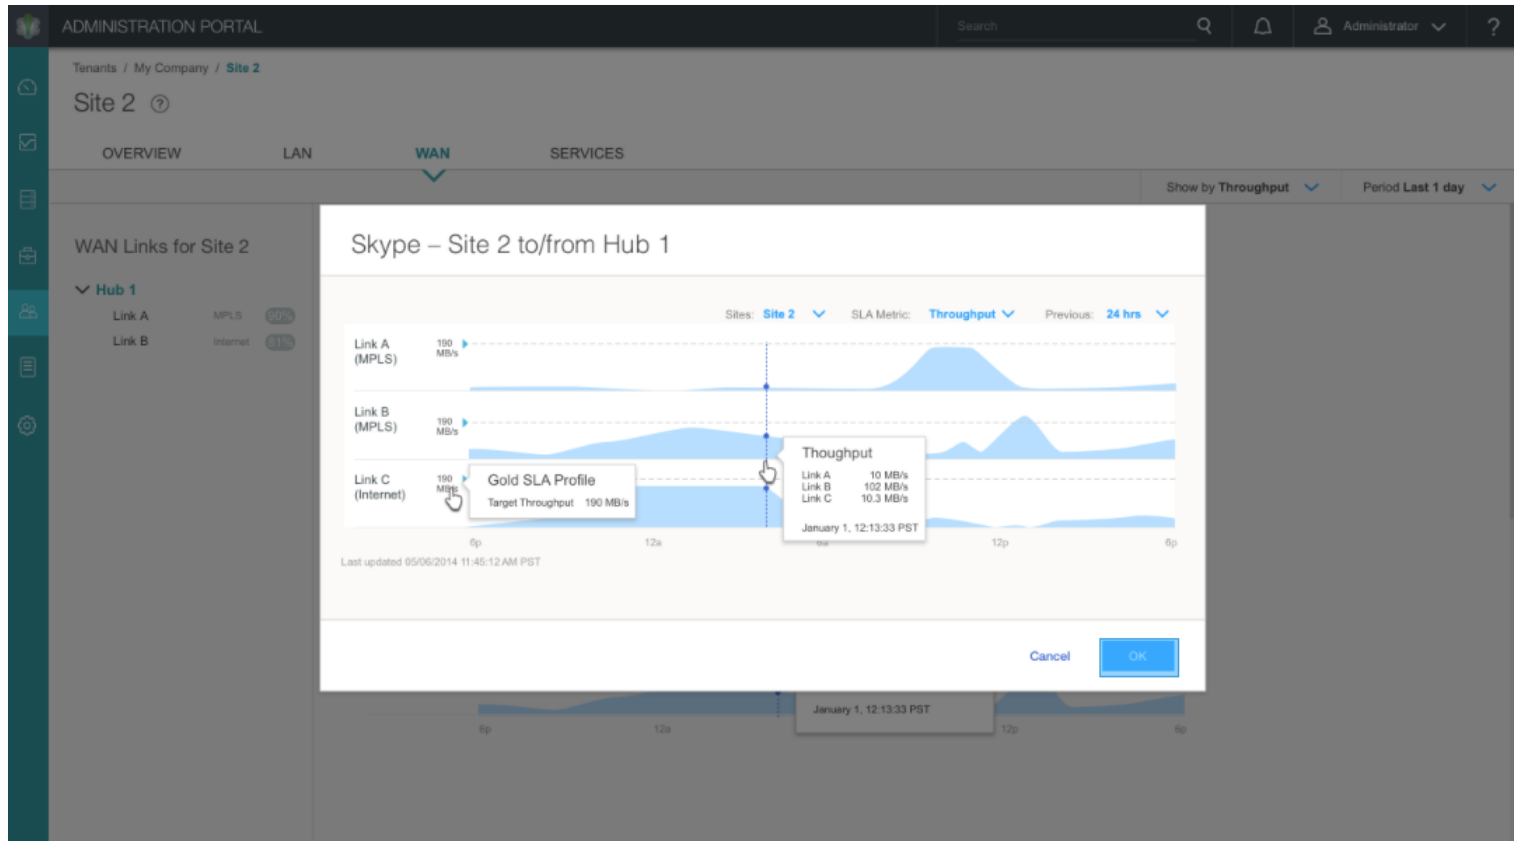 ADMINISTRATION PORTAL
Search
Administrator
?
Tenants / My Company / Site 2
Site 2 ?
OVERVIEW LAN WAN SERVICES
Show by Throughput Period Last 1 day
WAN Links for Site 2
Hub 1
Link A MPLS 90%
Link B Internet 81%
Skype – Site 2 to/from Hub 1
Sites: Site 2 SLA Metric: Throughput Previous: 24 hrs
Link A
(MPLS)
190
MB/s
Link B
(MPLS)
190
MB/s
Link C
(Internet)
190
MB/s
Gold SLA Profile
Target Throughput 190 MB/s
Thoughput
Link A 10 MB/s
Link B 102 MB/s
Link C 10.3 MB/s
January 1, 12:13:33 PST
6p 12a 6a 12p 6p
Last updated 05/06/2014 11:45:12 AM PST
Cancel OK
January 1, 12:13:33 PST
6p 12a 12p 6p